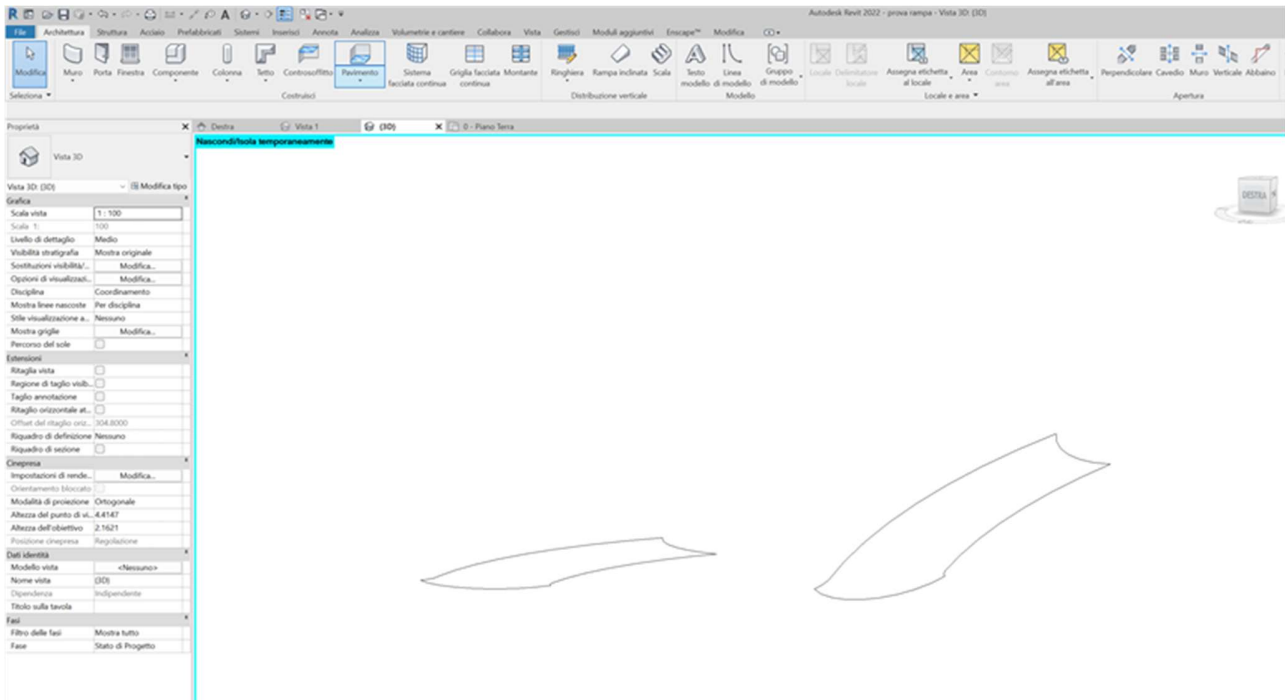 Autodesk Revit 2022 - prova rampa - Vista 3D: {3D}
File Architettura Struttura Acciaio Prefabbricati Sistemi Inserisci Annota Analizza Volumetrie e cantiere Collabora Vista Gestisci Moduli aggiuntivi Enscape™ Modifica
Modifica Muro Porta Finestra Componente Colonna Tetto Controsoffitto Pavimento Sistema facciata continua Griglia facciata continua Montante Ringhiera Rampa inclinata Scala Testo modello Linea di modello Gruppo di modello Locale Delimitatore locale Assegna etichetta al locale Area Contorno area Assegna etichetta all'area Perpendicolare Cavedio Muro Verticale Abbaino
Seleziona Costruisci Distribuzione verticale Modello Locale e area Apertura
Proprietà
Destra Vista 1 {3D} 0 - Piano Terra
Nascondi/Isola temporaneamente
Vista 3D
DESTRA
Vista 3D: {3D} Modifica tipo
Grafica
Scala vista 1 : 100
Scala 1: 100
Livello di dettaglio Medio
Visibilità stratigrafia Mostra originale
Sostituzioni visibilità/... Modifica...
Opzioni di visualizzazi... Modifica...
Disciplina Coordinamento
Mostra linee nascoste Per disciplina
Stile visualizzazione a... Nessuno
Mostra griglie Modifica...
Percorso del sole
Estensioni
Ritaglia vista
Regione di taglio visib...
Taglio annotazione
Ritaglio orizzontale at...
Offset del ritaglio oriz... 304.8000
Riquadro di definizione Nessuno
Riquadro di sezione
Cinepresa
Impostazioni di rende... Modifica...
Orientamento bloccato
Modalità di proiezione Ortogonale
Altezza del punto di vi... 4.4147
Altezza dell'obiettivo 2.1621
Posizione cinepresa Regolazione
Dati identità
Modello vista <Nessuno>
Nome vista {3D}
Dipendenza Indipendente
Titolo sulla tavola
Fasi
Filtro delle fasi Mostra tutto
Fase Stato di Progetto